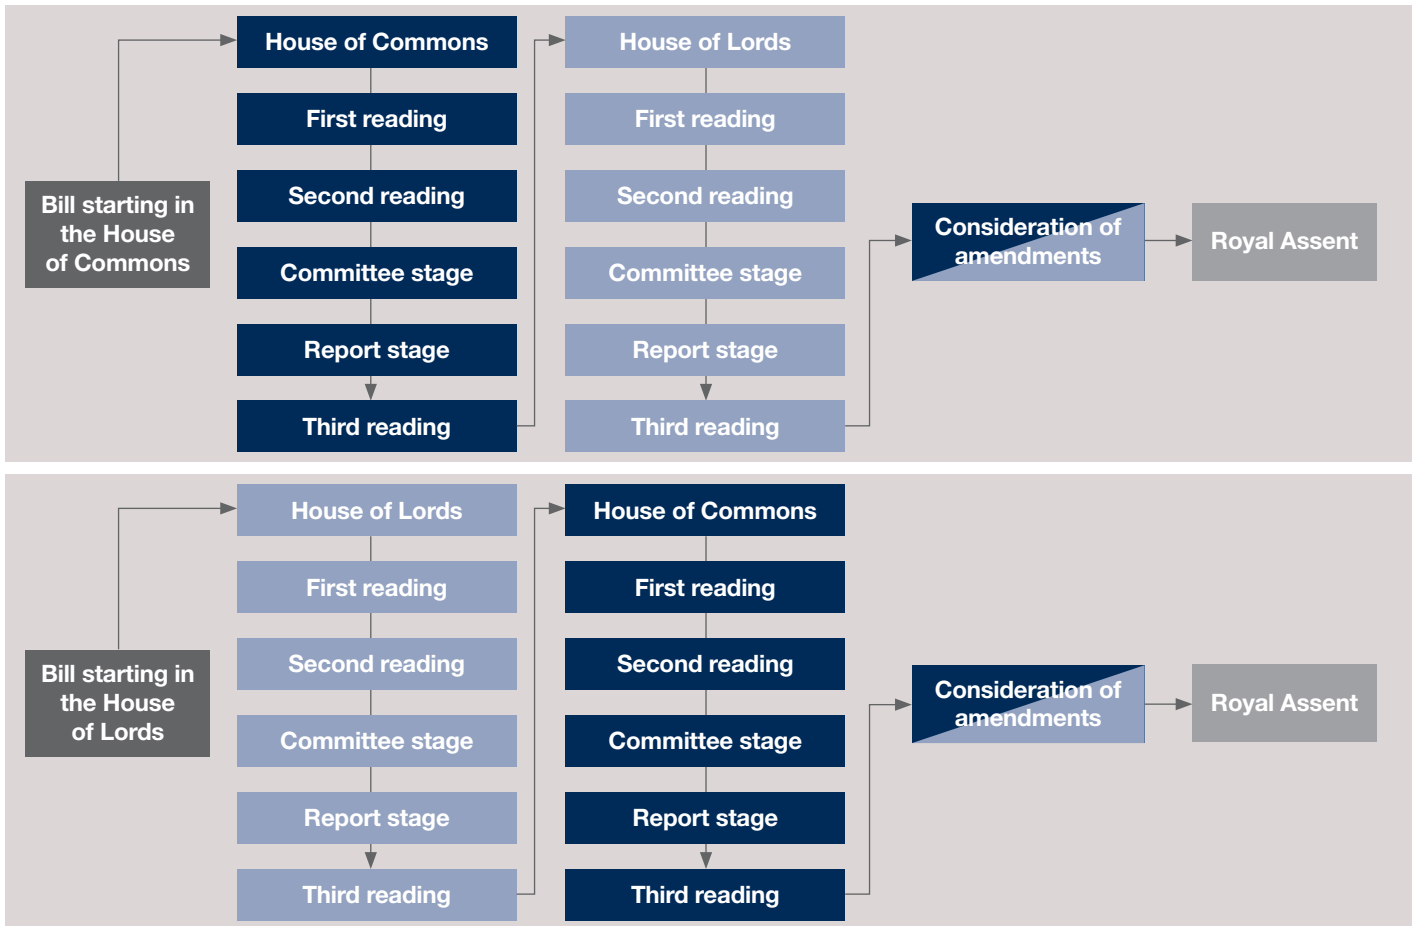 Bill starting in
the House
of Commons
House of Commons
First reading
Second reading
Committee stage
Report stage
Third reading
House of Lords
First reading
Second reading
Committee stage
Report stage
Third reading
Consideration of
amendments
Royal Assent
Bill starting in
the House
of Lords
House of Lords
First reading
Second reading
Committee stage
Report stage
Third reading
House of Commons
First reading
Second reading
Committee stage
Report stage
Third reading
Consideration of
amendments
Royal Assent